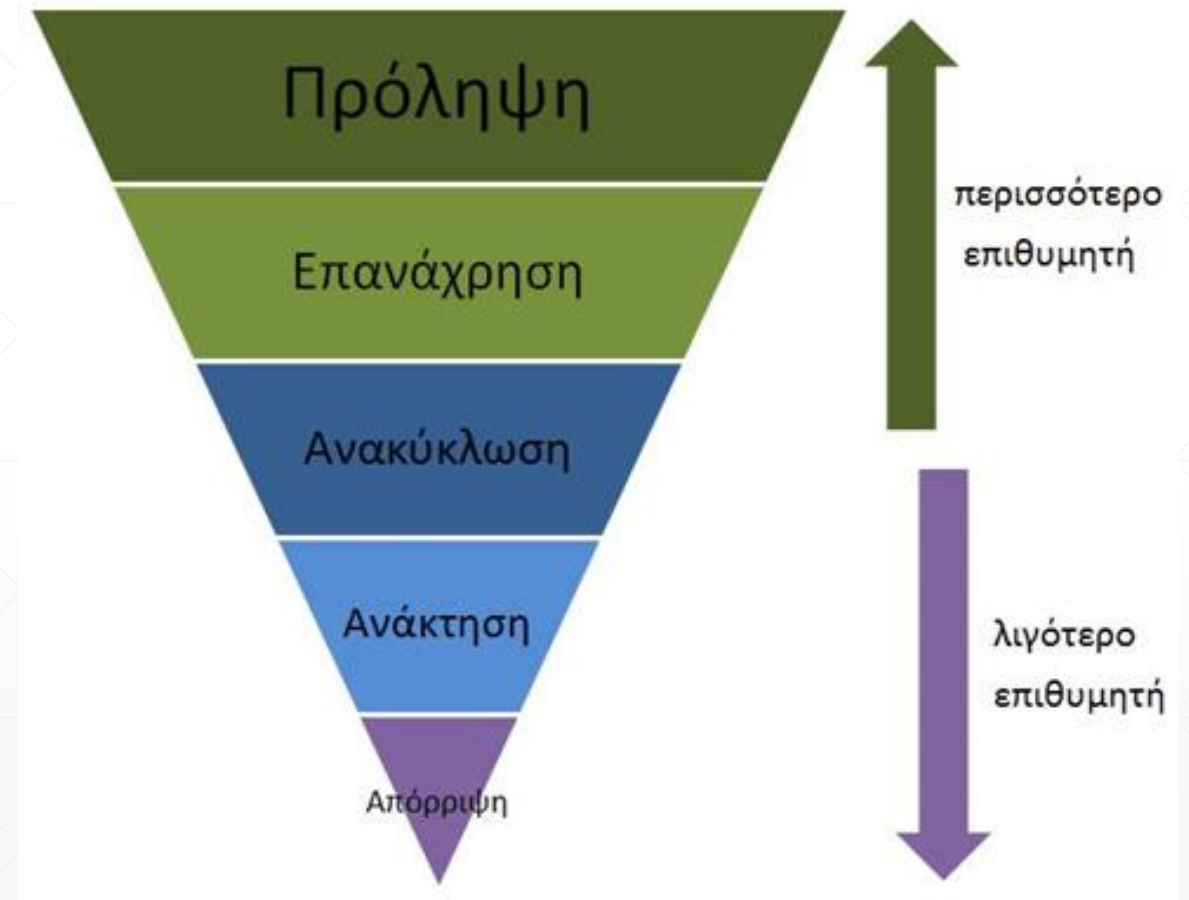 Πρόληψη
Επανάχρηση
Ανακύκλωση
Ανάκτηση
Απόρριψη
περισσότερο
επιθυμητή
λιγότερο
επιθυμητή